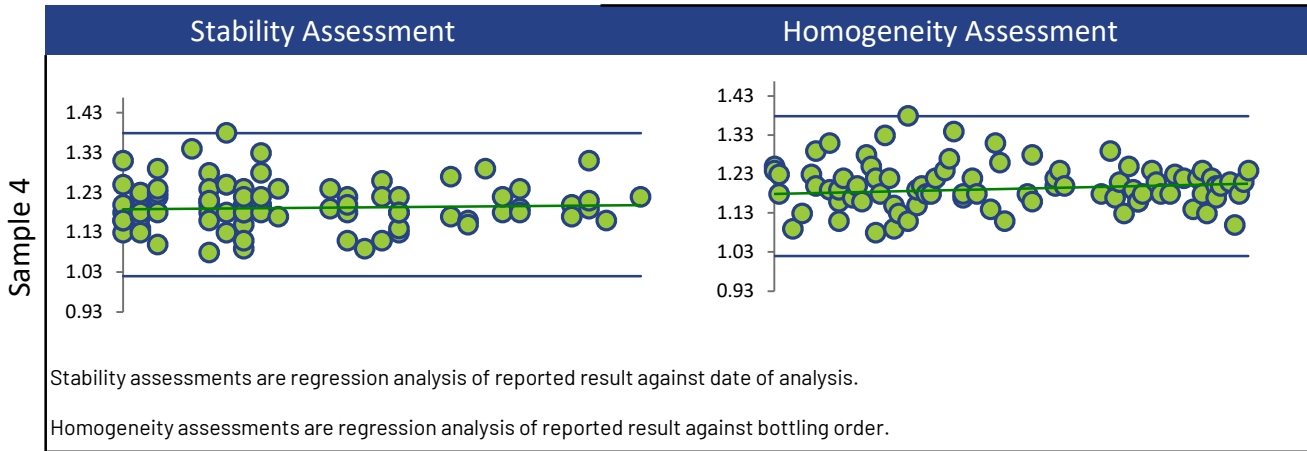 Stability Assessment
Homogeneity Assessment
Sample 4
1.43
1.33
1.23
1.13
1.03
0.93
1.43
1.33
1.23
1.13
1.03
0.93
Stability assessments are regression analysis of reported result against date of analysis.
Homogeneity assessments are regression analysis of reported result against bottling order.